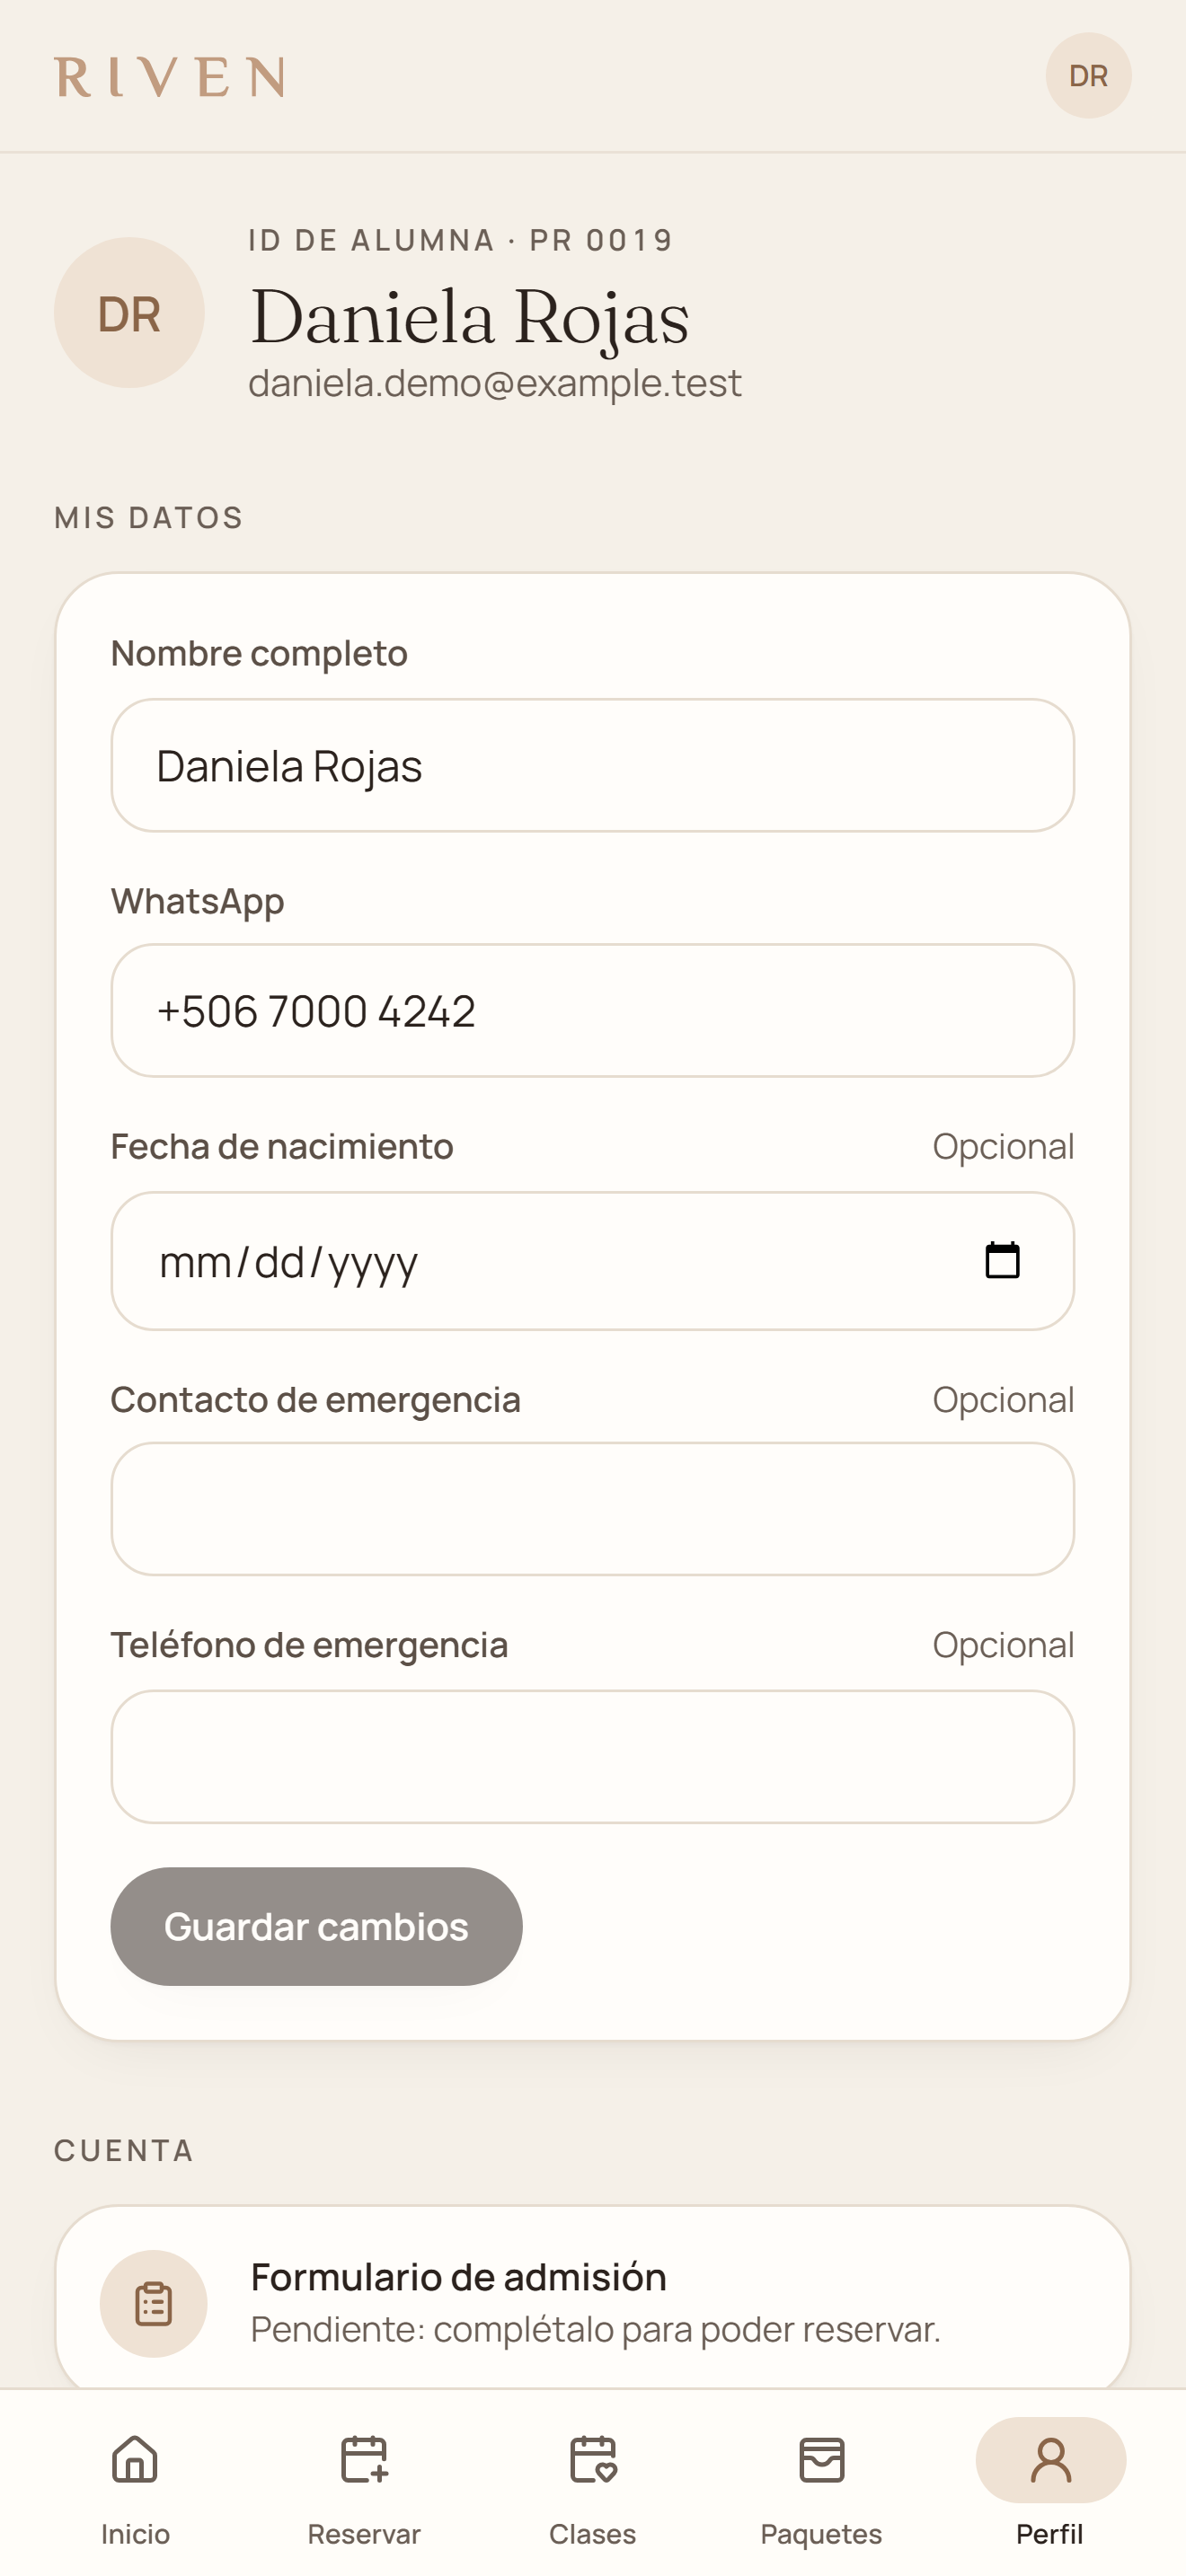 RIVEN
DR
DR
ID DE ALUMNA · PR 0019
Daniela Rojas
daniela.demo@example.test
MIS DATOS
Nombre completo
Daniela Rojas
WhatsApp
+506 7000 4242
Fecha de nacimiento Opcional
mm/dd/yyyy
Contacto de emergencia Opcional
Teléfono de emergencia Opcional
Guardar cambios
CUENTA
Formulario de admisión
Pendiente: complétalo para poder reservar.
Inicio Reservar Clases Paquetes Perfil